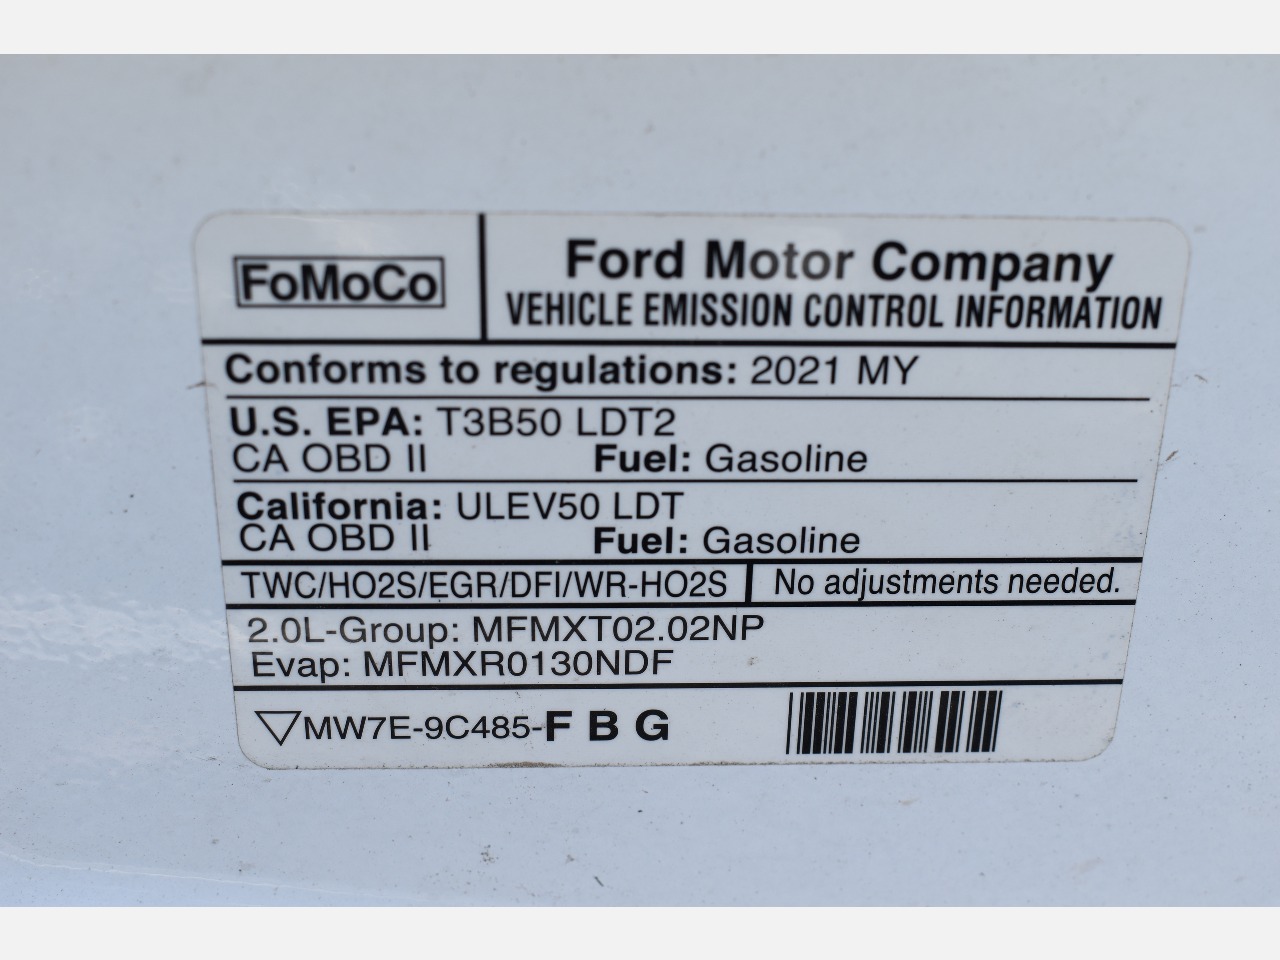 FoMoCo
Ford Motor Company
VEHICLE EMISSION CONTROL INFORMATION
Conforms to regulations: 2021 MY
U.S. EPA: T3B50 LDT2
CA OBD II Fuel: Gasoline
California: ULEV50 LDT
CA OBD II Fuel: Gasoline
TWC/HO2S/EGR/DFI/WR-HO2S No adjustments needed.
2.0L-Group: MFMXT02.02NP
Evap: MFMXR0130NDF
MW7E-9C485-F B G